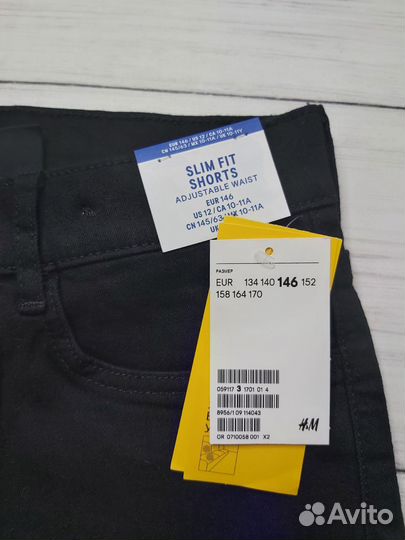 EUR 146 / US 12 / CA 10-11A
CN 145/63 / MX 10-11A / UK 10-11Y
SLIM FIT
SHORTS
ADJUSTABLE WAIST
EUR 146
US 12 / CA 10-11A
CN 145/63 / MX 10-11A
UK
РАЗМЕР
EUR 134 140 146 152
158 164 170
059117 3 1701 01 4
8956/1 09 114043
H&M
OR 0710058 001 X2
Avito